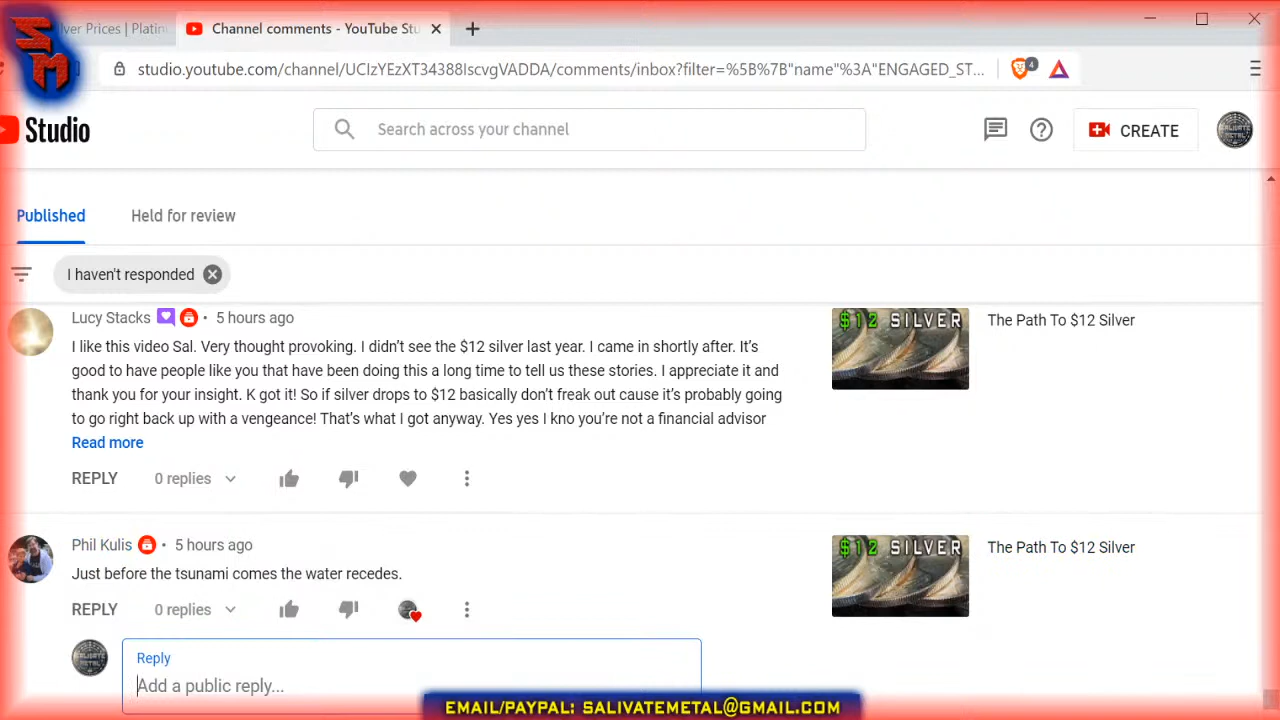 SM
lver Prices | Platin
Channel comments - YouTube Stu
studio.youtube.com/channel/UClzYEzXT34388lscvgVADDA/comments/inbox?filter=%5B%7B"name"%3A"ENGAGED_ST...
4
Studio
Search across your channel
CREATE
Published
Held for review
I haven't responded
Lucy Stacks
• 5 hours ago
I like this video Sal. Very thought provoking. I didn’t see the $12 silver last year. I came in shortly after. It’s
good to have people like you that have been doing this a long time to tell us these stories. I appreciate it and
thank you for your insight. K got it! So if silver drops to $12 basically don’t freak out cause it’s probably going
to go right back up with a vengeance! That’s what I got anyway. Yes yes I kno you’re not a financial advisor
Read more
REPLY
0 replies
$12 SILVER
The Path To $12 Silver
Phil Kulis
• 5 hours ago
Just before the tsunami comes the water recedes.
REPLY
0 replies
$12 SILVER
The Path To $12 Silver
Reply
Add a public reply...
EMAIL/PAYPAL: SALIVATEMETAL@GMAIL.COM